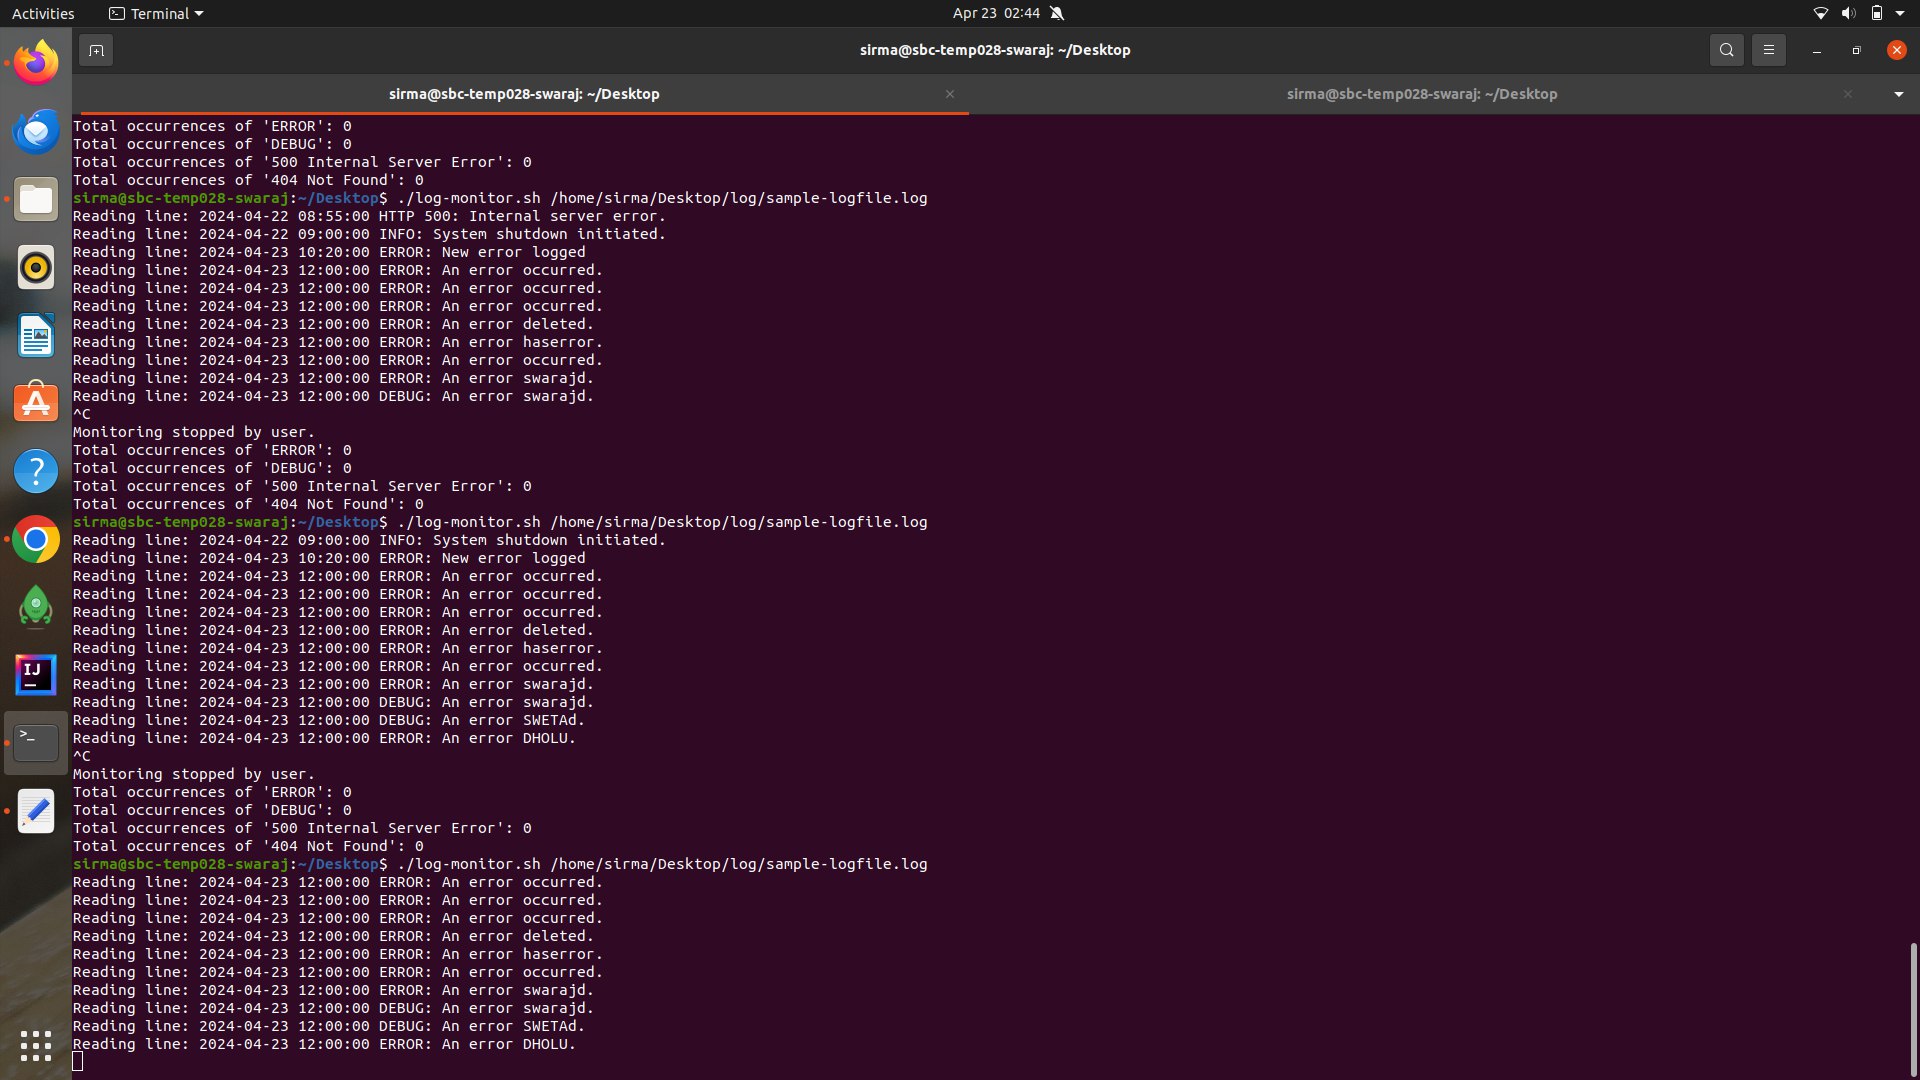 Activities
Terminal
Apr 23 02:44
sirma@sbc-temp028-swaraj: ~/Desktop
sirma@sbc-temp028-swaraj: ~/Desktop
sirma@sbc-temp028-swaraj: ~/Desktop
Total occurrences of 'ERROR': 0
Total occurrences of 'DEBUG': 0
Total occurrences of '500 Internal Server Error': 0
Total occurrences of '404 Not Found': 0
sirma@sbc-temp028-swaraj:~/Desktop$ ./log-monitor.sh /home/sirma/Desktop/log/sample-logfile.log
Reading line: 2024-04-22 08:55:00 HTTP 500: Internal server error.
Reading line: 2024-04-22 09:00:00 INFO: System shutdown initiated.
Reading line: 2024-04-23 10:20:00 ERROR: New error logged
Reading line: 2024-04-23 12:00:00 ERROR: An error occurred.
Reading line: 2024-04-23 12:00:00 ERROR: An error occurred.
Reading line: 2024-04-23 12:00:00 ERROR: An error occurred.
Reading line: 2024-04-23 12:00:00 ERROR: An error deleted.
Reading line: 2024-04-23 12:00:00 ERROR: An error haserror.
Reading line: 2024-04-23 12:00:00 ERROR: An error occurred.
Reading line: 2024-04-23 12:00:00 ERROR: An error swarajd.
Reading line: 2024-04-23 12:00:00 DEBUG: An error swarajd.
^C
Monitoring stopped by user.
Total occurrences of 'ERROR': 0
Total occurrences of 'DEBUG': 0
Total occurrences of '500 Internal Server Error': 0
Total occurrences of '404 Not Found': 0
sirma@sbc-temp028-swaraj:~/Desktop$ ./log-monitor.sh /home/sirma/Desktop/log/sample-logfile.log
Reading line: 2024-04-22 09:00:00 INFO: System shutdown initiated.
Reading line: 2024-04-23 10:20:00 ERROR: New error logged
Reading line: 2024-04-23 12:00:00 ERROR: An error occurred.
Reading line: 2024-04-23 12:00:00 ERROR: An error occurred.
Reading line: 2024-04-23 12:00:00 ERROR: An error occurred.
Reading line: 2024-04-23 12:00:00 ERROR: An error deleted.
Reading line: 2024-04-23 12:00:00 ERROR: An error haserror.
Reading line: 2024-04-23 12:00:00 ERROR: An error occurred.
Reading line: 2024-04-23 12:00:00 ERROR: An error swarajd.
Reading line: 2024-04-23 12:00:00 DEBUG: An error swarajd.
Reading line: 2024-04-23 12:00:00 DEBUG: An error SWETAd.
Reading line: 2024-04-23 12:00:00 ERROR: An error DHOLU.
^C
Monitoring stopped by user.
Total occurrences of 'ERROR': 0
Total occurrences of 'DEBUG': 0
Total occurrences of '500 Internal Server Error': 0
Total occurrences of '404 Not Found': 0
sirma@sbc-temp028-swaraj:~/Desktop$ ./log-monitor.sh /home/sirma/Desktop/log/sample-logfile.log
Reading line: 2024-04-23 12:00:00 ERROR: An error occurred.
Reading line: 2024-04-23 12:00:00 ERROR: An error occurred.
Reading line: 2024-04-23 12:00:00 ERROR: An error occurred.
Reading line: 2024-04-23 12:00:00 ERROR: An error deleted.
Reading line: 2024-04-23 12:00:00 ERROR: An error haserror.
Reading line: 2024-04-23 12:00:00 ERROR: An error occurred.
Reading line: 2024-04-23 12:00:00 ERROR: An error swarajd.
Reading line: 2024-04-23 12:00:00 DEBUG: An error swarajd.
Reading line: 2024-04-23 12:00:00 DEBUG: An error SWETAd.
Reading line: 2024-04-23 12:00:00 ERROR: An error DHOLU.
IJ